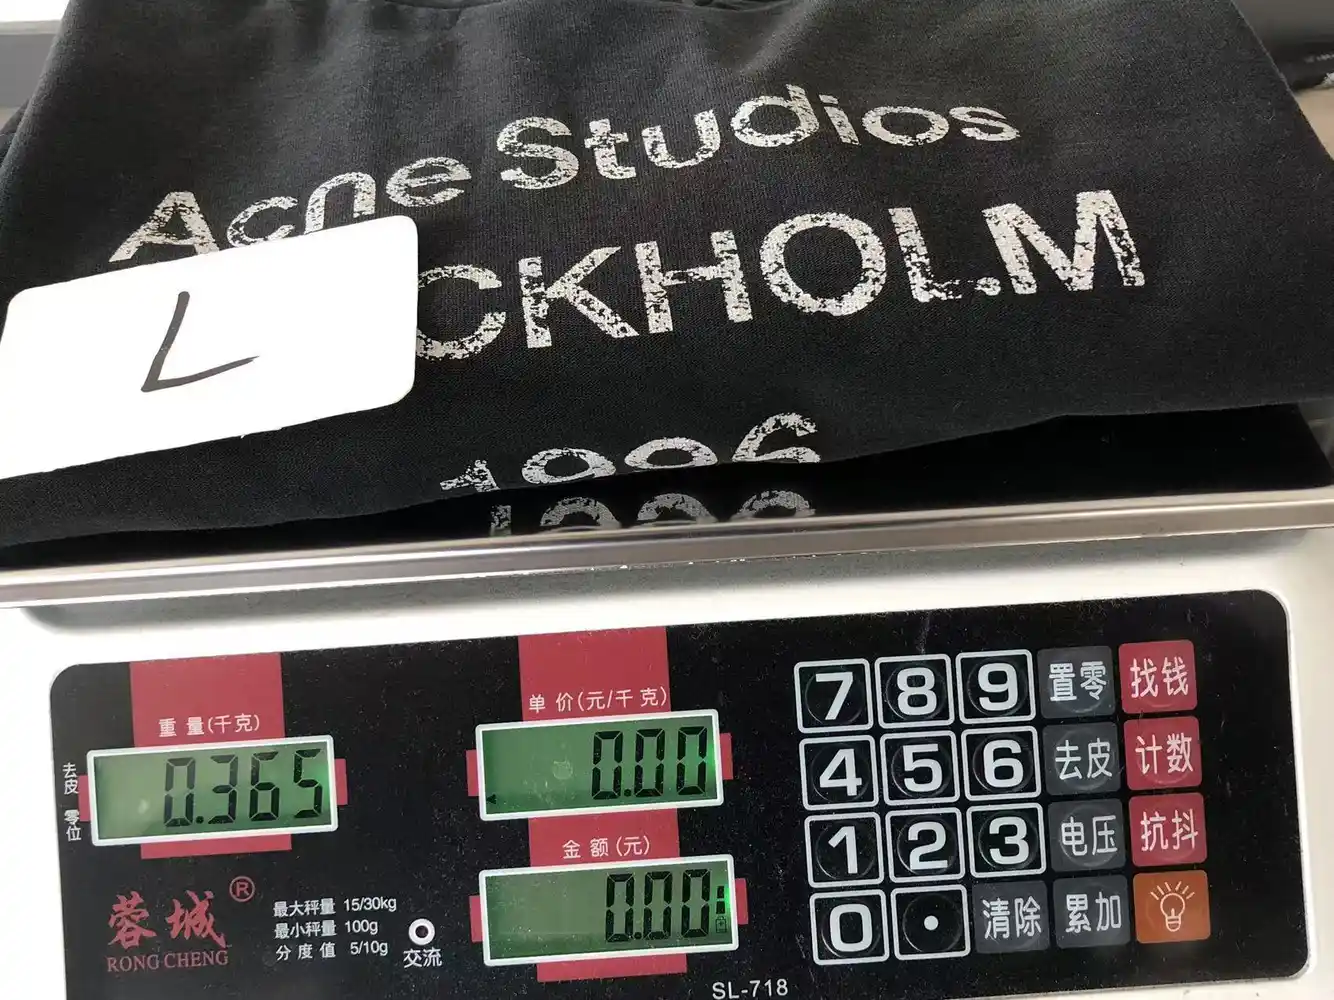 Acne Studios
CKHOLM
1996
L
重量(千克)
0.365
去皮
零位
单价(元/千克)
0.00
金额(元)
0.00
蓉城®
RONG CHENG
最大秤量 15/30kg
最小秤量 100g
分度值 5/10g
交流
7 8 9 置零 找钱
4 5 6 去皮 计数
1 2 3 电压 抗抖
0 . 清除 累加
SL-718